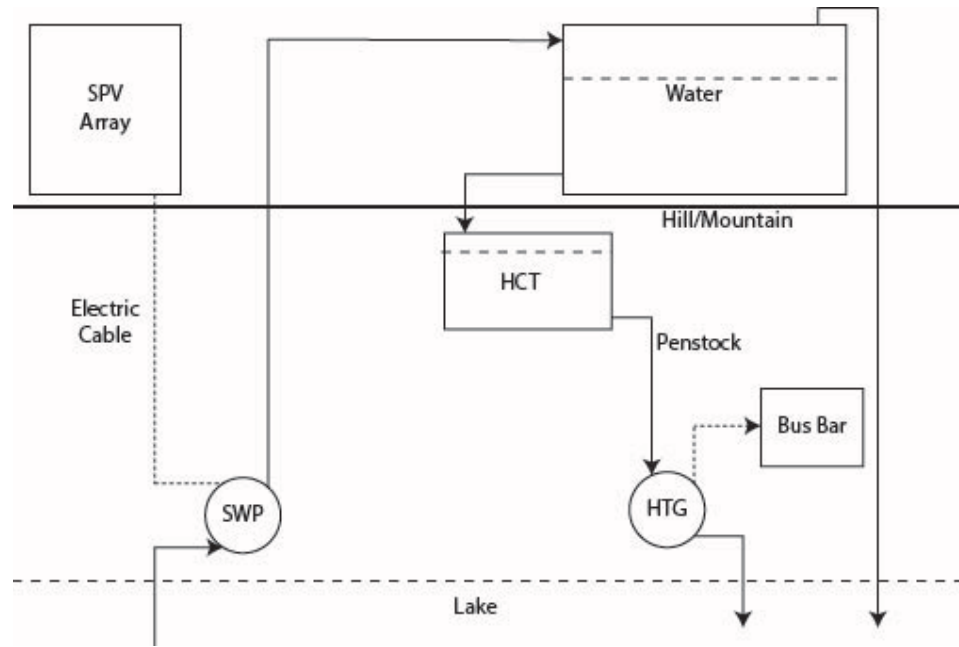 SPV
Array
Water
Hill/Mountain
HCT
Electric
Cable
Penstock
Bus Bar
SWP
HTG
Lake